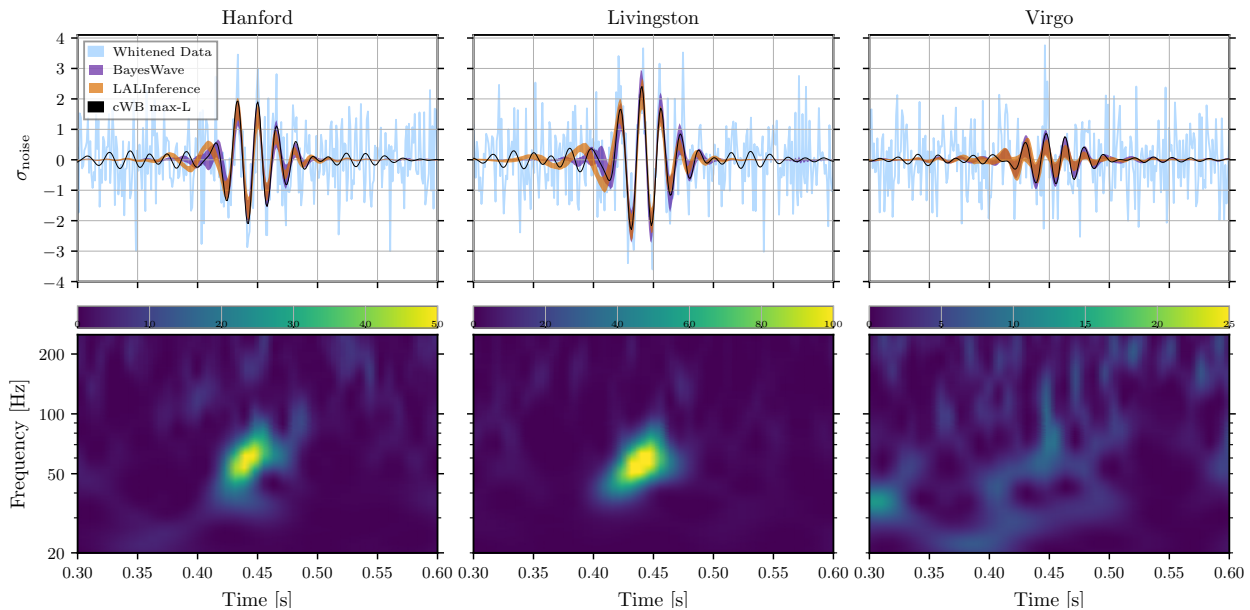 Hanford
Livingston
Virgo
4
3
2
1
0
−1
−2
−3
−4
σnoise
Whitened Data
BayesWave
LALInference
cWB max-L
0 10 20 30 40 50
0 20 40 60 80 100
0 5 10 15 20 25
200
100
50
20
Frequency [Hz]
0.30 0.35 0.40 0.45 0.50 0.55 0.60
0.30 0.35 0.40 0.45 0.50 0.55 0.60
0.30 0.35 0.40 0.45 0.50 0.55 0.60
Time [s]
Time [s]
Time [s]